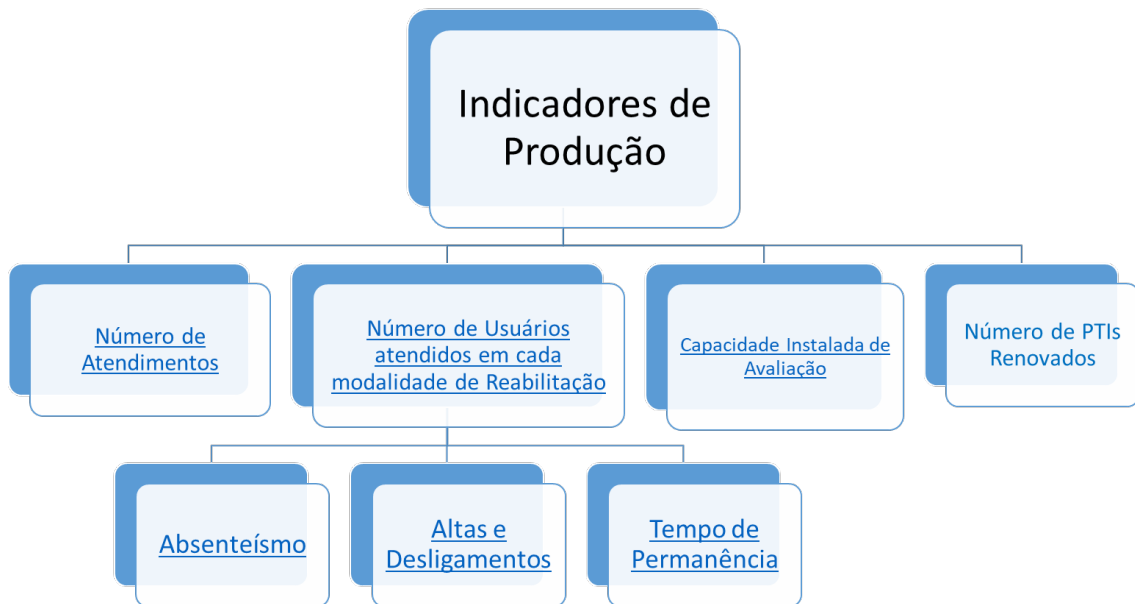 Indicadores de
Produção
Número de
Atendimentos
Número de Usuários
atendidos em cada
modalidade de Reabilitação
Capacidade Instalada de
Avaliação
Número de PTIs
Renovados
Absenteísmo
Altas e
Desligamentos
Tempo de
Permanência